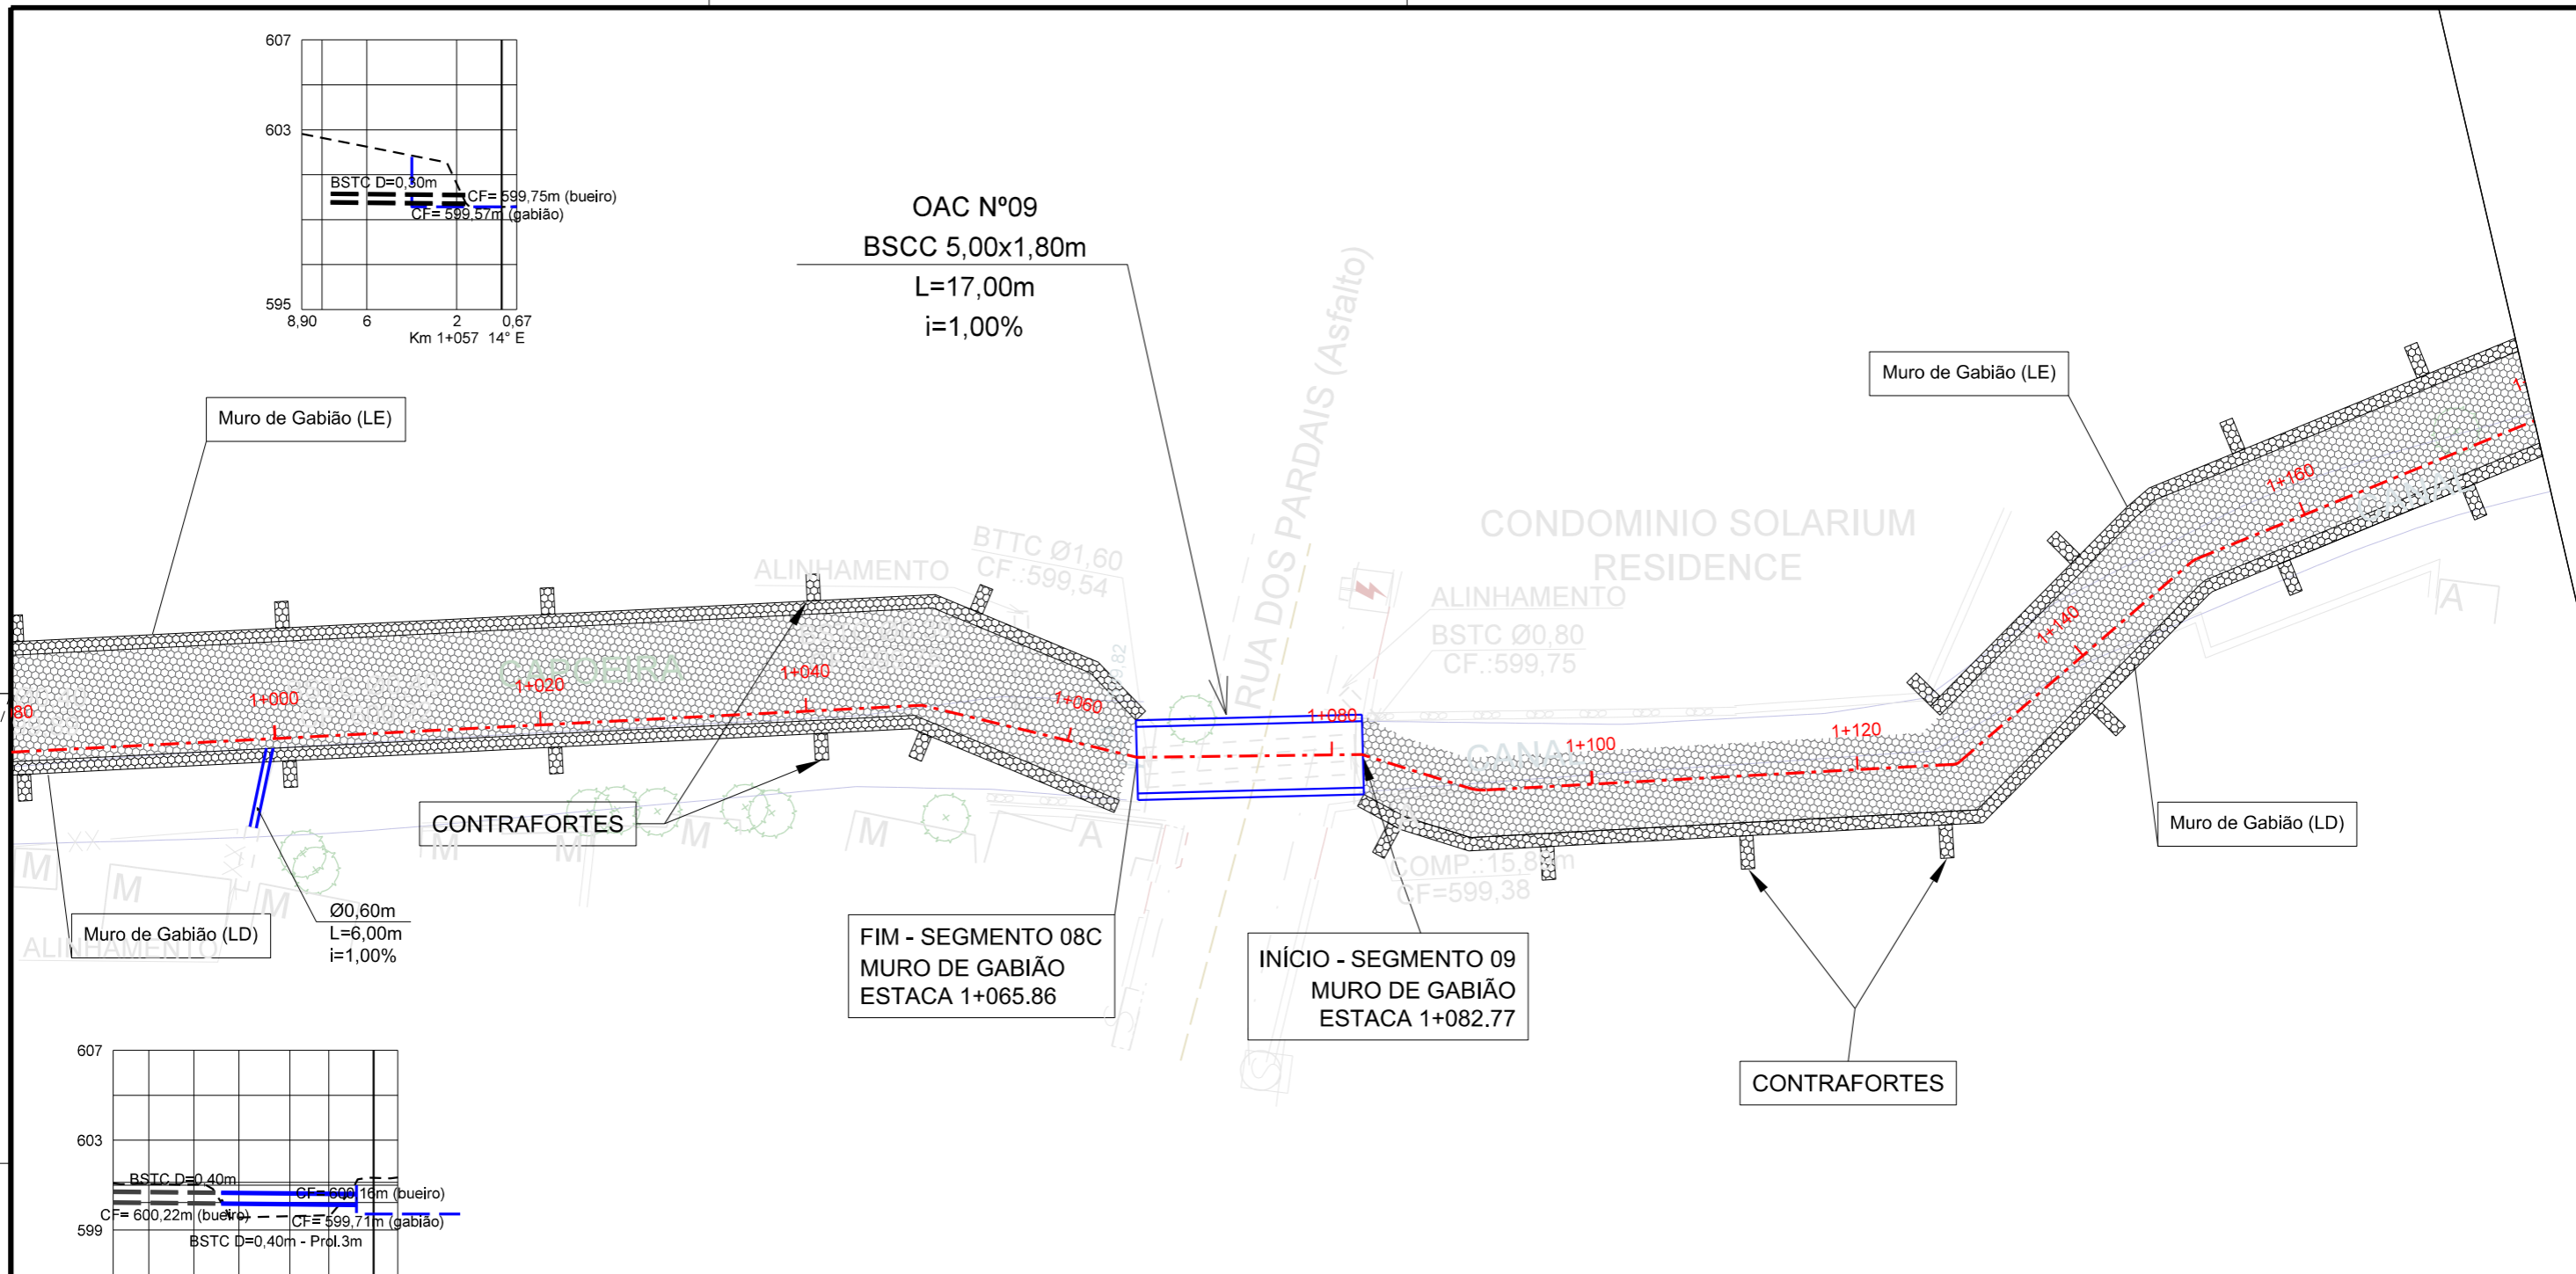 607
603
BSTC D=0,30m
CF= 599,75m (bueiro)
CF= 599,57m (gabião)
595
8,90 6 2 0,67
Km 1+057 14° E
OAC Nº09
BSCC 5,00x1,80m
L=17,00m
i=1,00%
RUA DOS PARDAIS (Asfalto)
Muro de Gabião (LE)
Muro de Gabião (LE)
CONDOMINIO SOLARIUM
RESIDENCE
BTTC Ø1,60
CF.:599,54
ALINHAMENTO
ALINHAMENTO
BSTC Ø0,80
CF.:599,75
CAPOEIRA
CANAL
CANAL
80
1+000
1+020
1+040
1+060
1+080
1+100
1+120
1+140
1+160
A
CONTRAFORTES
M
M
M
M
M
M
M
A
COMP.:15,8 m
CF=599,38
Muro de Gabião (LD)
Muro de Gabião (LD)
ALINHAMENTO
Ø0,60m
L=6,00m
i=1,00%
FIM - SEGMENTO 08C
MURO DE GABIÃO
ESTACA 1+065.86
INÍCIO - SEGMENTO 09
MURO DE GABIÃO
ESTACA 1+082.77
CONTRAFORTES
607
603
BSTC D=0,40m
CF= 600,16m (bueiro)
CF= 600,22m (bueiro)
CF= 599,71m (gabião)
599
BSTC D=0,40m - Prol.3m